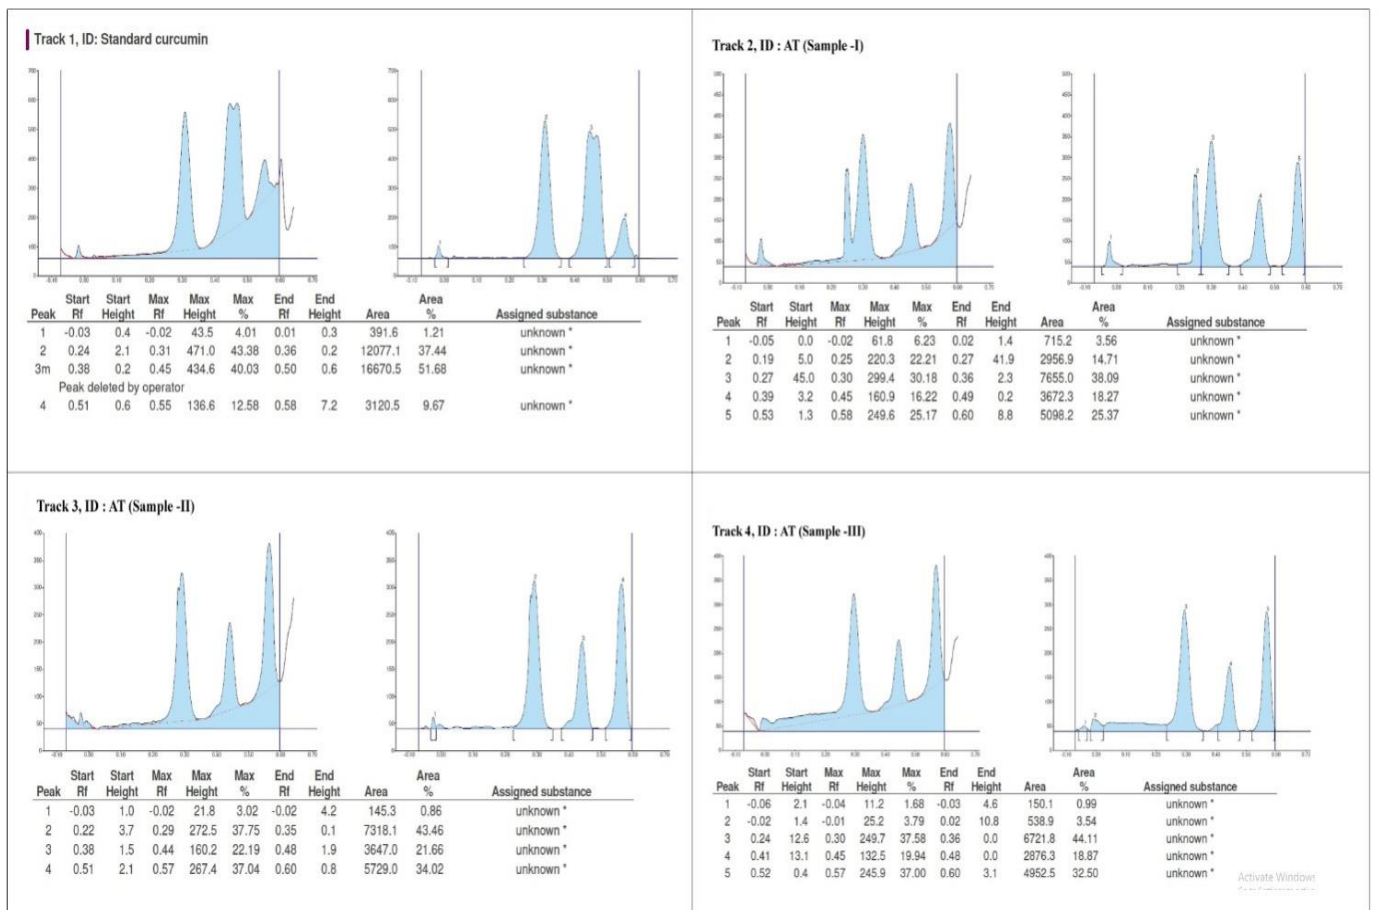 Track 1, ID: Standard curcumin
Peak Start Rf Start Height Max Rf Max Height Max % End Rf End Height Area Area % Assigned substance
1 -0.03 0.4 -0.02 43.5 4.01 0.01 0.3 391.6 1.21 unknown *
2 0.24 2.1 0.31 471.0 43.38 0.36 0.2 12077.1 37.44 unknown *
3m 0.38 0.2 0.45 434.6 40.03 0.50 0.6 16670.5 51.68 unknown *
Peak deleted by operator
4 0.51 0.6 0.55 136.6 12.58 0.58 7.2 3120.5 9.67 unknown *
Track 2, ID : AT (Sample -I)
Peak Start Rf Start Height Max Rf Max Height Max % End Rf End Height Area Area % Assigned substance
1 -0.05 0.0 -0.02 61.8 6.23 0.02 1.4 715.2 3.56 unknown *
2 0.19 5.0 0.25 220.3 22.21 0.27 41.9 2956.9 14.71 unknown *
3 0.27 45.0 0.30 299.4 30.18 0.36 2.3 7655.0 38.09 unknown *
4 0.39 3.2 0.45 160.9 16.22 0.49 0.2 3672.3 18.27 unknown *
5 0.53 1.3 0.58 249.6 25.17 0.60 8.8 5098.2 25.37 unknown *
Track 3, ID : AT (Sample -II)
Peak Start Rf Start Height Max Rf Max Height Max % End Rf End Height Area Area % Assigned substance
1 -0.03 1.0 -0.02 21.8 3.02 -0.02 4.2 145.3 0.86 unknown *
2 0.22 3.7 0.29 272.5 37.75 0.35 0.1 7318.1 43.46 unknown *
3 0.38 1.5 0.44 160.2 22.19 0.48 1.9 3647.0 21.66 unknown *
4 0.51 2.1 0.57 267.4 37.04 0.60 0.8 5729.0 34.02 unknown *
Track 4, ID : AT (Sample -III)
Peak Start Rf Start Height Max Rf Max Height Max % End Rf End Height Area Area % Assigned substance
1 -0.06 2.1 -0.04 11.2 1.68 -0.03 4.6 150.1 0.99 unknown *
2 -0.02 1.4 -0.01 25.2 3.79 0.02 10.8 538.9 3.54 unknown *
3 0.24 12.6 0.30 249.7 37.58 0.36 0.0 6721.8 44.11 unknown *
4 0.41 13.1 0.45 132.5 19.94 0.48 0.0 2876.3 18.87 unknown *
5 0.52 0.4 0.57 245.9 37.00 0.60 3.1 4952.5 32.50 unknown *
Activate Windows